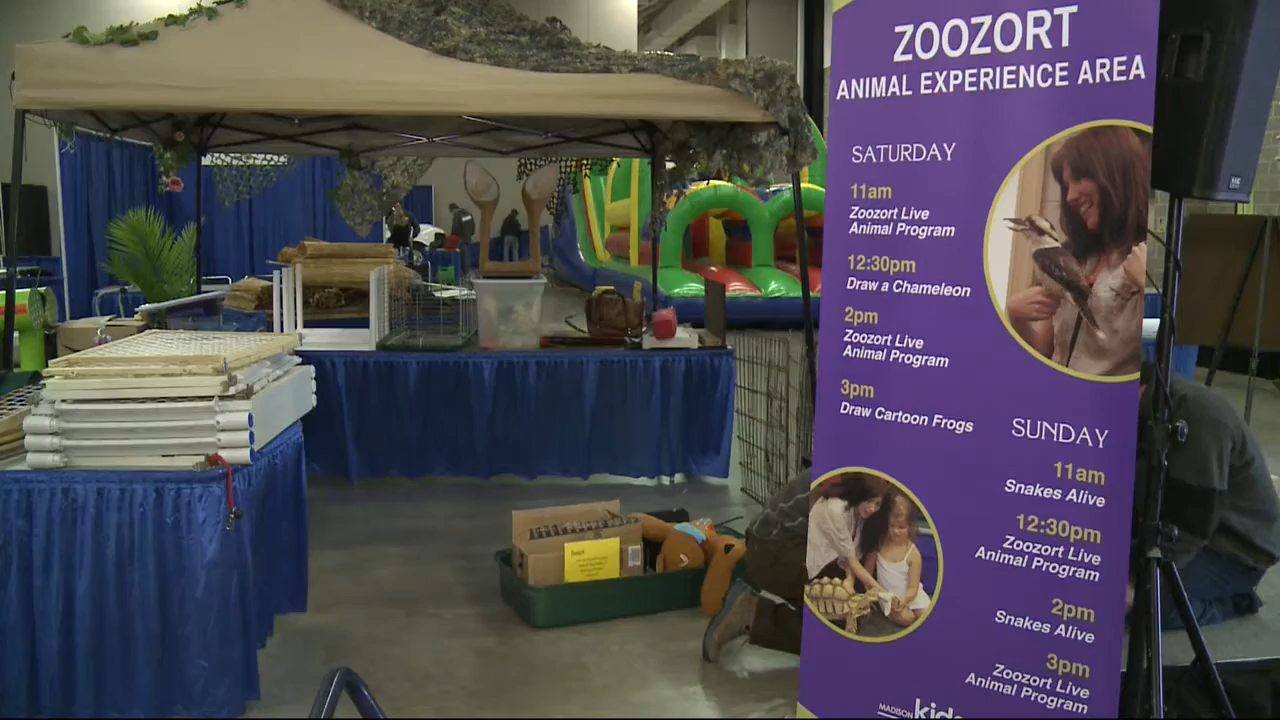 ZOOZORT
ANIMAL EXPERIENCE AREA
SATURDAY
11am
Zoozort Live
Animal Program
12:30pm
Draw a Chameleon
2pm
Zoozort Live
Animal Program
3pm
Draw Cartoon Frogs
SUNDAY
11am
Snakes Alive
12:30pm
Zoozort Live
Animal Program
2pm
Snakes Alive
3pm
Zoozort Live
Animal Program
MADISON